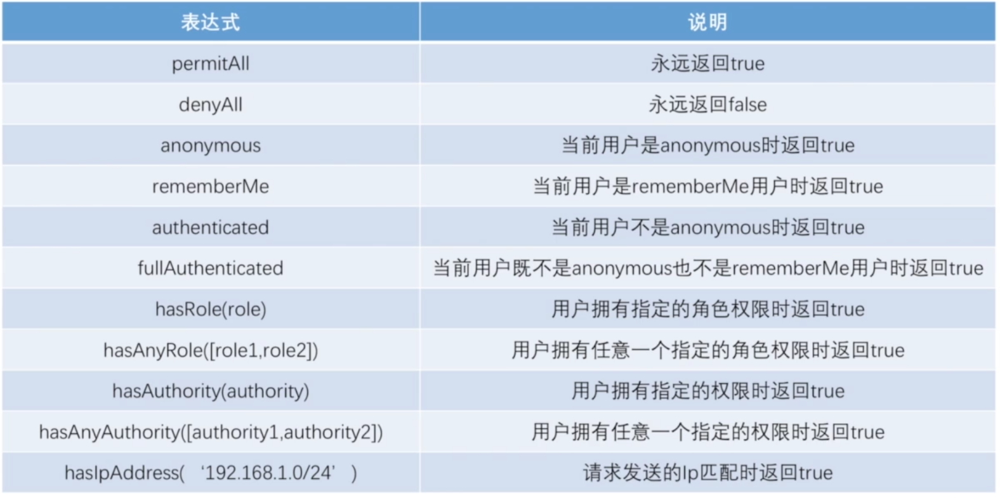 表达式 说明
permitAll 永远返回true
denyAll 永远返回false
anonymous 当前用户是anonymous时返回true
rememberMe 当前用户是rememberMe用户时返回true
authenticated 当前用户不是anonymous时返回true
fullAuthenticated 当前用户既不是anonymous也不是rememberMe用户时返回true
hasRole(role) 用户拥有指定的角色权限时返回true
hasAnyRole([role1,role2]) 用户拥有任意一个指定的角色权限时返回true
hasAuthority(authority) 用户拥有指定的权限时返回true
hasAnyAuthority([authority1,authority2]) 用户拥有任意一个指定的权限时返回true
hasIpAddress( ‘192.168.1.0/24’ ) 请求发送的Ip匹配时返回true